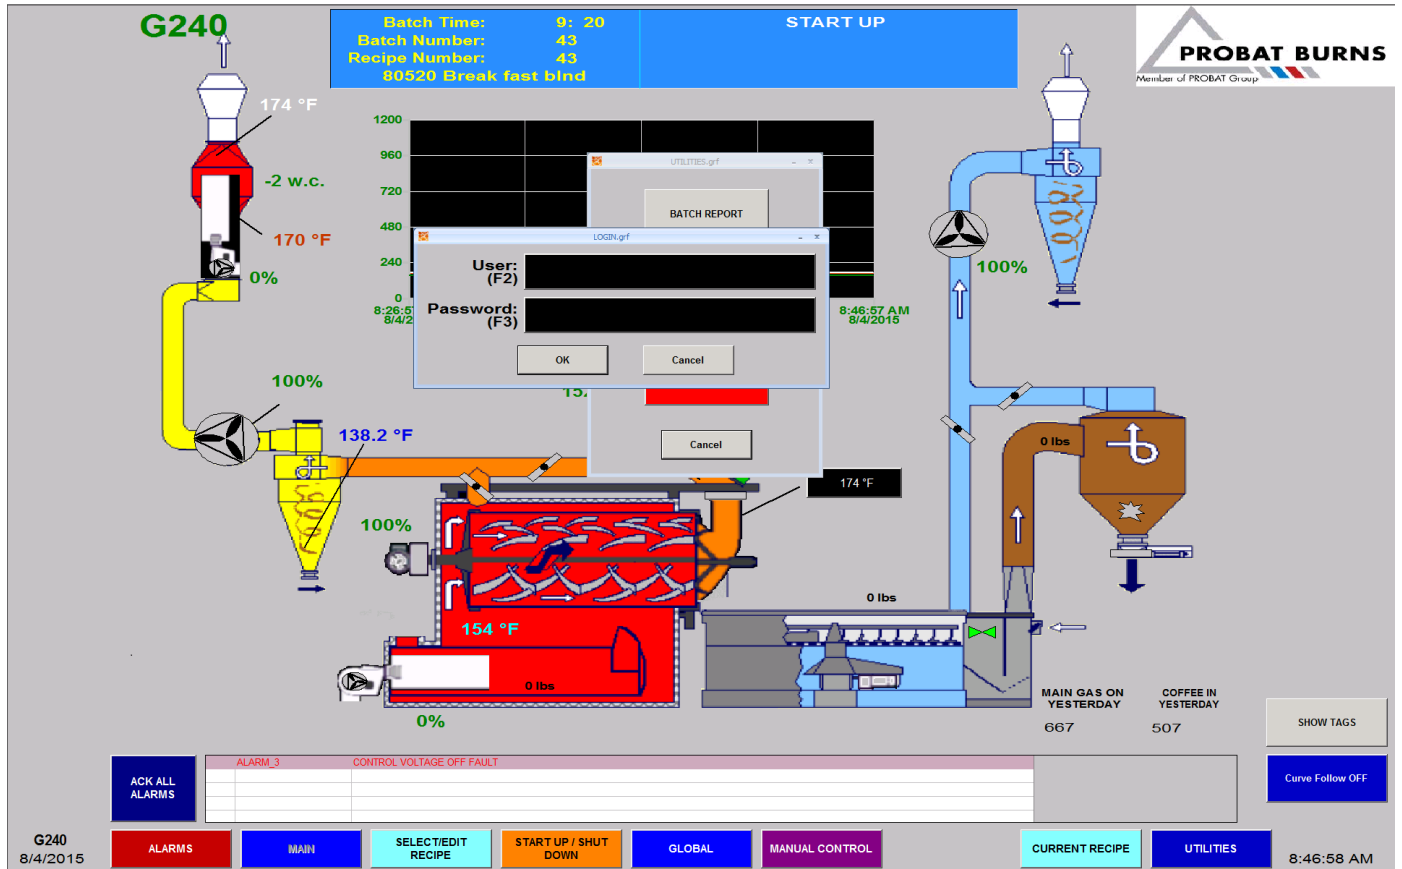 G240
Batch Time: 9: 20
Batch Number: 43
Recipe Number: 43
80520 Break fast blnd
START UP
PROBAT BURNS
Member of PROBAT Group
174 °F
-2 w.c.
170 °F
0%
1200
960
720
480
240
0
8:46:57 AM
8/4/2015
UTILITIES.grf
BATCH REPORT
LOGIN.grf
User:
(F2)
Password:
(F3)
OK
Cancel
Cancel
100%
100%
138.2 °F
0 lbs
174 °F
100%
0 lbs
154 °F
0 lbs
0%
MAIN GAS ON
YESTERDAY
667
COFFEE IN
YESTERDAY
507
SHOW TAGS
ACK ALL
ALARMS
ALARM_3 CONTROL VOLTAGE OFF FAULT
Curve Follow OFF
G240
8/4/2015
ALARMS
MAIN
SELECT/EDIT
RECIPE
START UP / SHUT
DOWN
GLOBAL
MANUAL CONTROL
CURRENT RECIPE
UTILITIES
8:46:58 AM